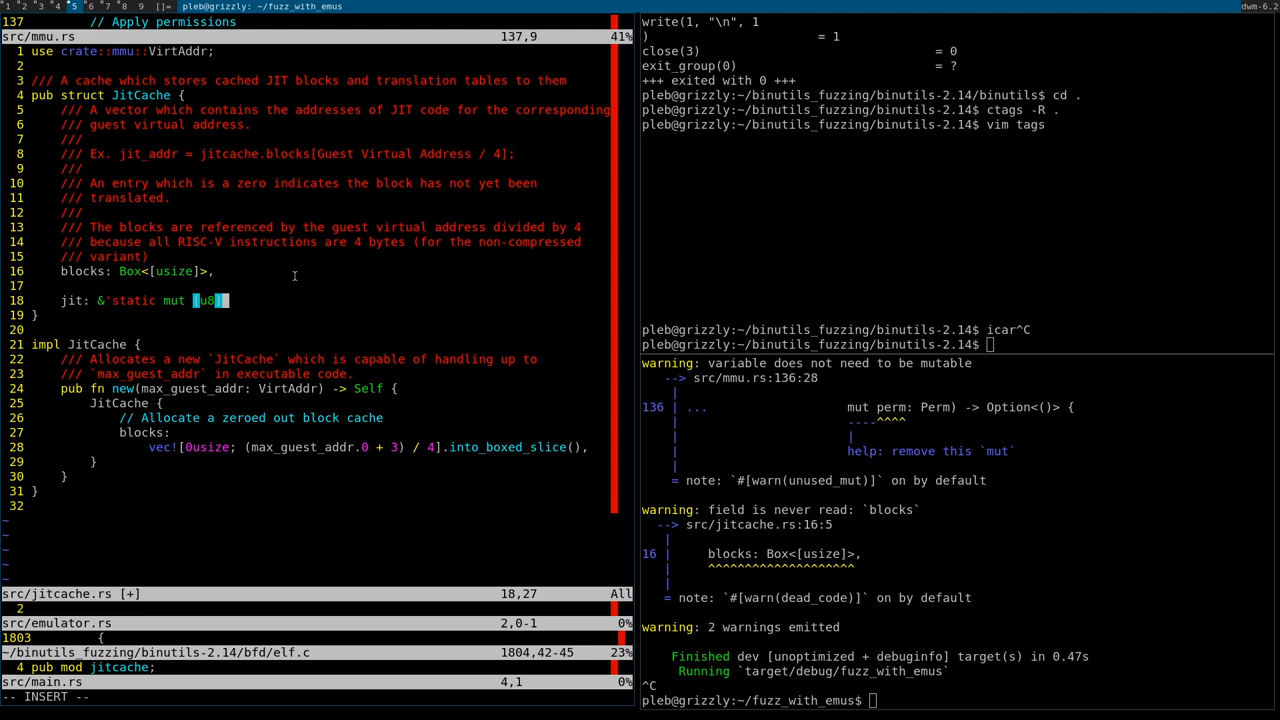 1 2 3 4 5 6 7 8 9 []= pleb@grizzly: ~/fuzz_with_emus dwm-6.2
137 // Apply permissions
src/mmu.rs 137,9 41%
1 use crate::mmu::VirtAddr;
2
3 /// A cache which stores cached JIT blocks and translation tables to them
4 pub struct JitCache {
5 /// A vector which contains the addresses of JIT code for the corresponding
6 /// guest virtual address.
7 ///
8 /// Ex. jit_addr = jitcache.blocks[Guest Virtual Address / 4];
9 ///
10 /// An entry which is a zero indicates the block has not yet been
11 /// translated.
12 ///
13 /// The blocks are referenced by the guest virtual address divided by 4
14 /// because all RISC-V instructions are 4 bytes (for the non-compressed
15 /// variant)
16 blocks: Box<[usize]>,
17
18 jit: &'static mut [u8]
19 }
20
21 impl JitCache {
22 /// Allocates a new `JitCache` which is capable of handling up to
23 /// `max_guest_addr` in executable code.
24 pub fn new(max_guest_addr: VirtAddr) -> Self {
25 JitCache {
26 // Allocate a zeroed out block cache
27 blocks:
28 vec![0usize; (max_guest_addr.0 + 3) / 4].into_boxed_slice(),
29 }
30 }
31 }
32
~
~
~
~
~
src/jitcache.rs [+] 18,27 All
2
src/emulator.rs 2,0-1 0%
1803 {
~/binutils_fuzzing/binutils-2.14/bfd/elf.c 1804,42-45 23%
4 pub mod jitcache;
src/main.rs 4,1 0%
-- INSERT --
write(1, "\n", 1
) = 1
close(3) = 0
exit_group(0) = ?
+++ exited with 0 +++
pleb@grizzly:~/binutils_fuzzing/binutils-2.14/binutils$ cd .
pleb@grizzly:~/binutils_fuzzing/binutils-2.14$ ctags -R .
pleb@grizzly:~/binutils_fuzzing/binutils-2.14$ vim tags
pleb@grizzly:~/binutils_fuzzing/binutils-2.14$ icar^C
pleb@grizzly:~/binutils_fuzzing/binutils-2.14$
warning: variable does not need to be mutable
--> src/mmu.rs:136:28
|
136 | ... mut perm: Perm) -> Option<()> {
| ----^^^^
| |
| help: remove this `mut`
|
= note: `#[warn(unused_mut)]` on by default
warning: field is never read: `blocks`
--> src/jitcache.rs:16:5
|
16 | blocks: Box<[usize]>,
| ^^^^^^^^^^^^^^^^^^^^
|
= note: `#[warn(dead_code)]` on by default
warning: 2 warnings emitted
Finished dev [unoptimized + debuginfo] target(s) in 0.47s
Running `target/debug/fuzz_with_emus`
^C
pleb@grizzly:~/fuzz_with_emus$